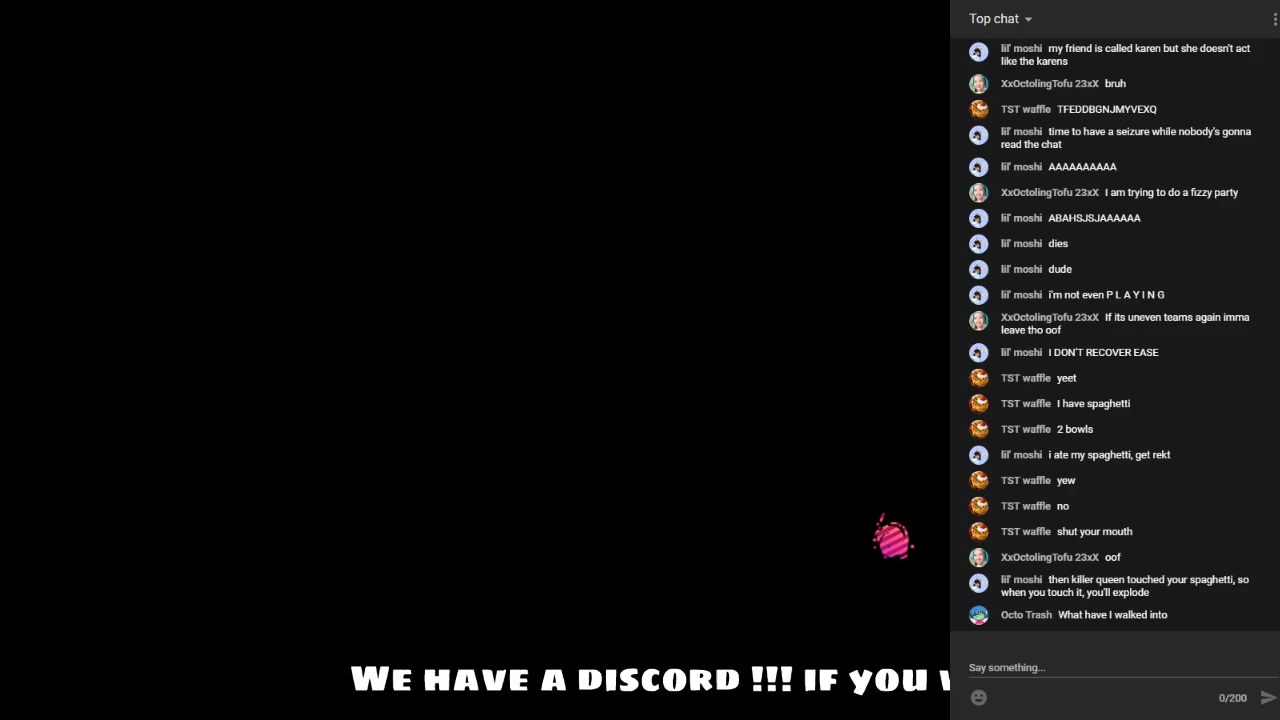 Top chat
lil' moshi my friend is called karen but she doesn't act
like the karens
XxOctolingTofu 23xX bruh
TST waffle TFEDDBGNJMYVEXQ
lil' moshi time to have a seizure while nobody's gonna
read the chat
lil' moshi AAAAAAAAAA
XxOctolingTofu 23xX I am trying to do a fizzy party
lil' moshi ABAHSJSJAAAAAA
lil' moshi dies
lil' moshi dude
lil' moshi i'm not even P L A Y I N G
XxOctolingTofu 23xX If its uneven teams again imma
leave tho oof
lil' moshi I DON'T RECOVER EASE
TST waffle yeet
TST waffle I have spaghetti
TST waffle 2 bowls
lil' moshi i ate my spaghetti, get rekt
TST waffle yew
TST waffle no
TST waffle shut your mouth
XxOctolingTofu 23xX oof
lil' moshi then killer queen touched your spaghetti, so
when you touch it, you'll explode
Octo Trash What have I walked into
We have a discord !!! if you
Say something...
0/200